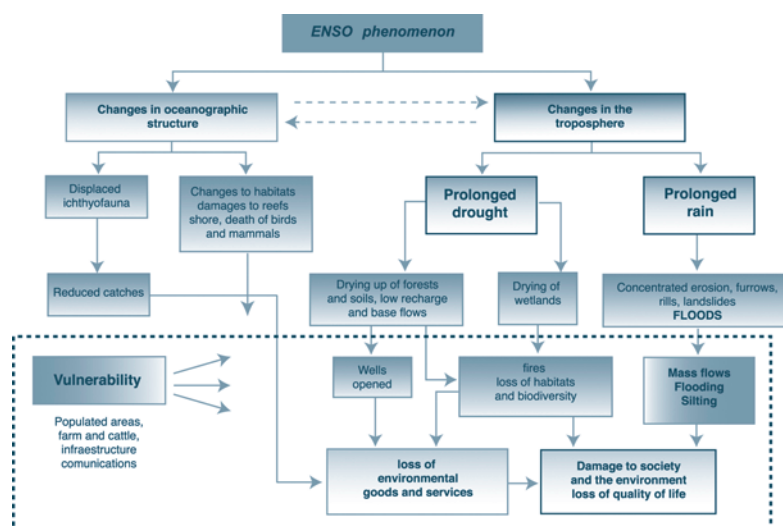 ENSO phenomenon
Changes in oceanographic
structure
Changes in the
troposphere
Displaced
ichthyofauna
Changes to habitats
damages to reefs
shore, death of birds
and mammals
Prolonged
drought
Prolonged
rain
Reduced catches
Drying up of forests
and soils, low recharge
and base flows
Drying of
wetlands
Concentrated erosion, furrows,
rills, landslides
FLOODS
Vulnerability
Populated areas,
farm and cattle,
infraestructure
comunications
Wells
opened
fires
loss of habitats
and biodiversity
Mass flows
Flooding
Silting
loss of
environmental
goods and services
Damage to society
and the environment
loss of quality of life